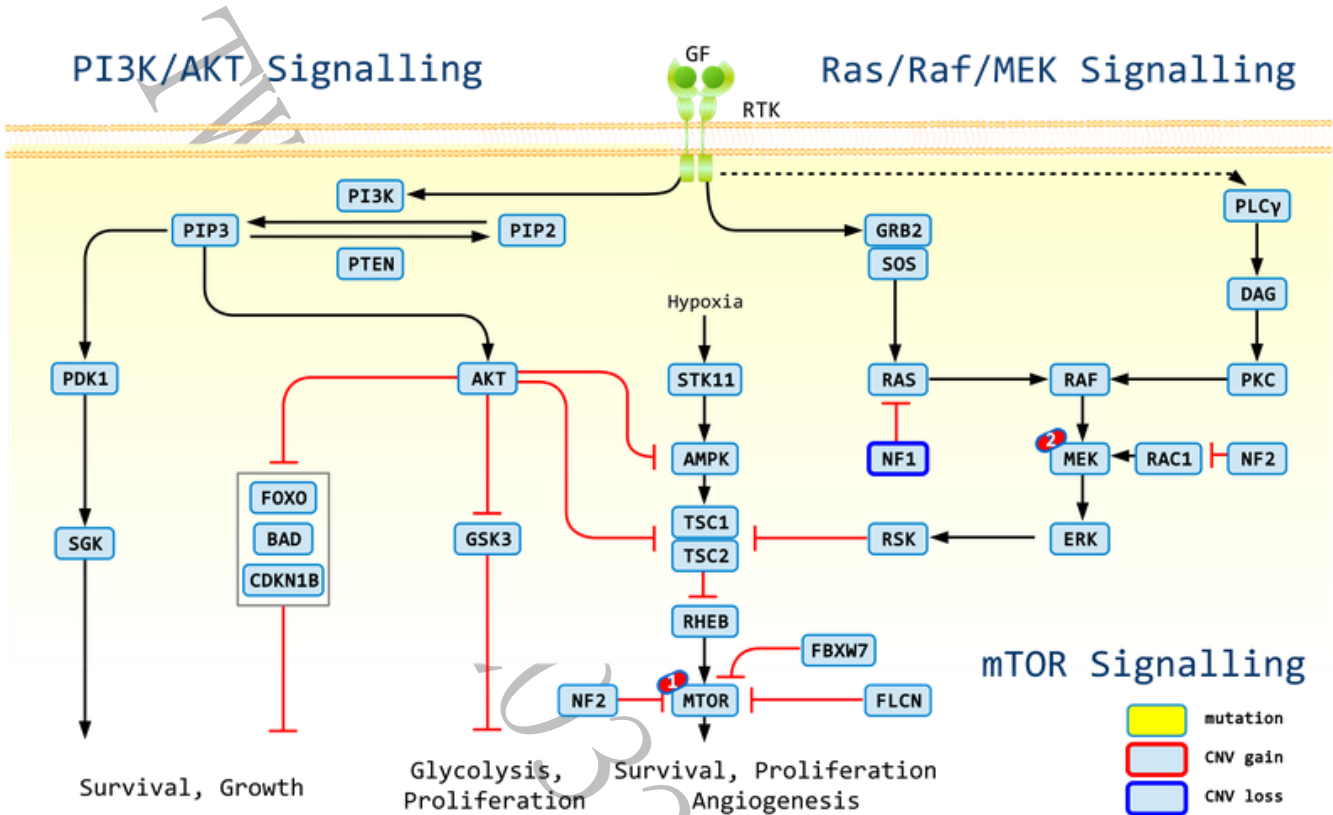 PI3K/AKT Signalling
GF
Ras/Raf/MEK Signalling
RTK
PI3K
PIP3
PIP2
PTEN
GRB2
SOS
PLCγ
DAG
Hypoxia
PDK1
AKT
STK11
RAS
RAF
PKC
AMPK
NF1
2
MEK
RAC1
NF2
FOXO
BAD
CDKN1B
SGK
GSK3
TSC1
TSC2
RSK
ERK
RHEB
FBXW7
mTOR Signalling
NF2
1
MTOR
FLCN
mutation
CNV gain
CNV loss
Survival, Growth
Glycolysis,
Proliferation
Survival, Proliferation
Angiogenesis
TW